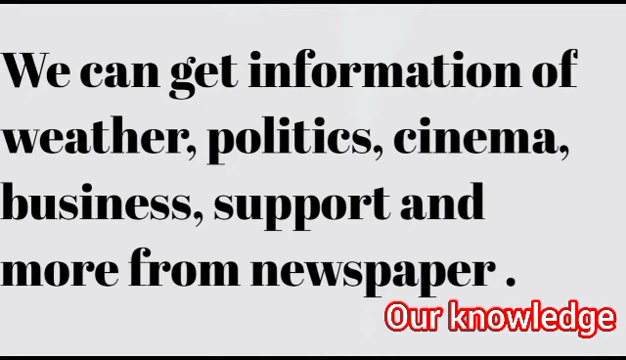 We can get information of
weather, politics, cinema,
business, support and
more from newspaper .
Our knowledge